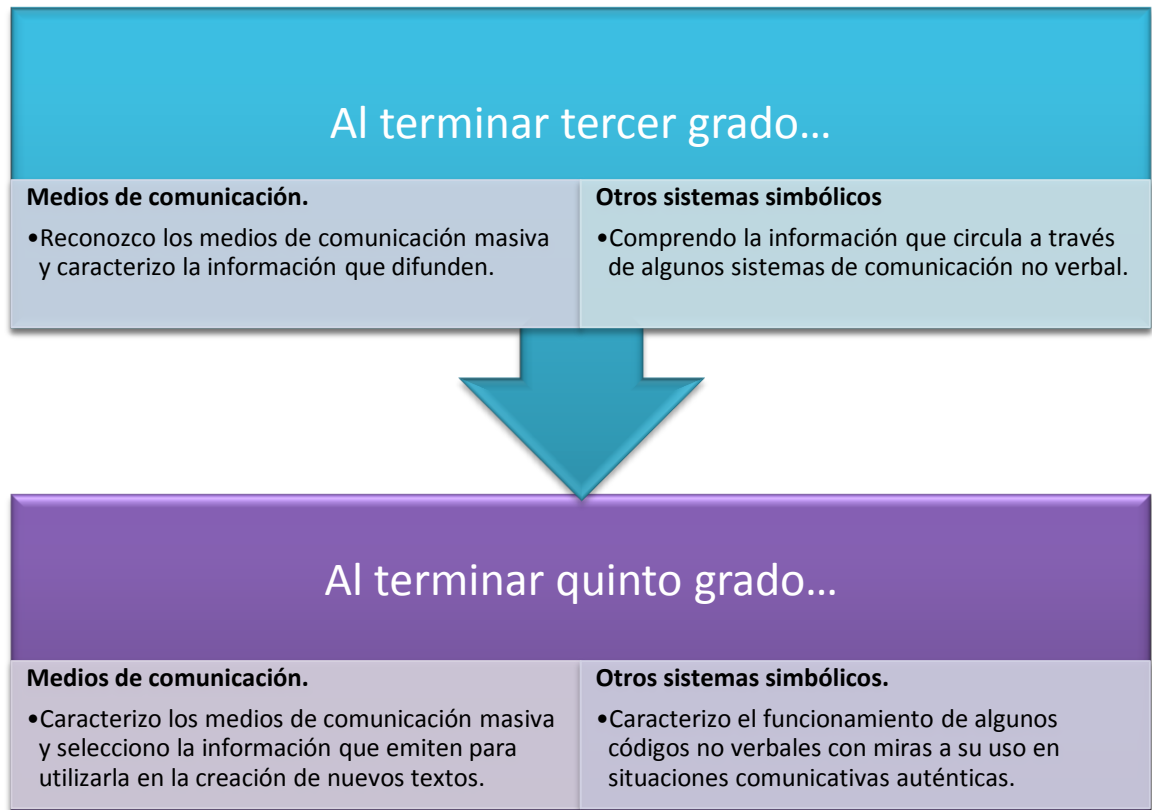 Al terminar tercer grado…
Medios de comunicación.
•Reconozco los medios de comunicación masiva
y caracterizo la información que difunden.
Otros sistemas simbólicos
•Comprendo la información que circula a través
de algunos sistemas de comunicación no verbal.
Al terminar quinto grado…
Medios de comunicación.
•Caracterizo los medios de comunicación masiva
y selecciono la información que emiten para
utilizarla en la creación de nuevos textos.
Otros sistemas simbólicos.
•Caracterizo el funcionamiento de algunos
códigos no verbales con miras a su uso en
situaciones comunicativas auténticas.